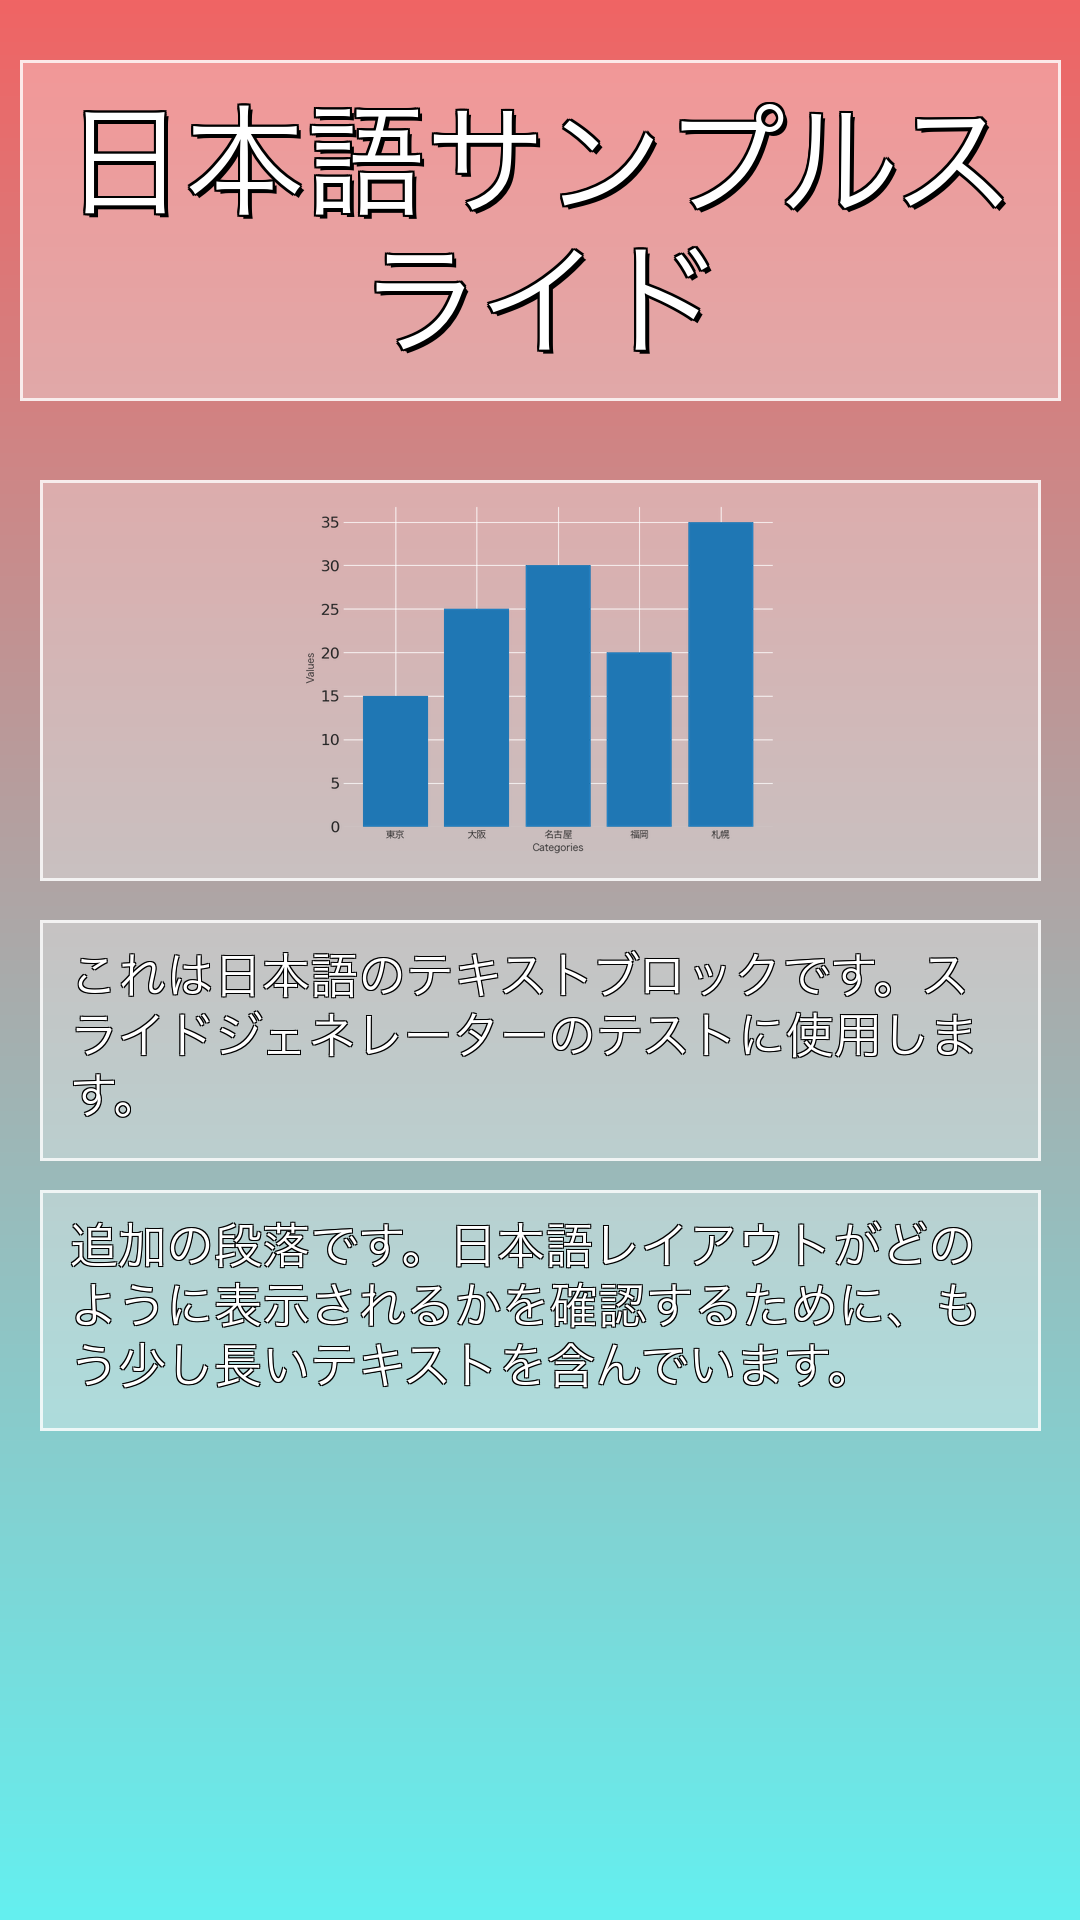 日本語サンプルス
ライド
35
30
25
20
15
10
5
0
Values
東京 大阪 名古屋 福岡 札幌
Categories
これは日本語のテキストブロックです。ス
ライドジェネレーターのテストに使用しま
す。
追加の段落です。日本語レイアウトがどの
ように表示されるかを確認するために、も
う少し長いテキストを含んでいます。